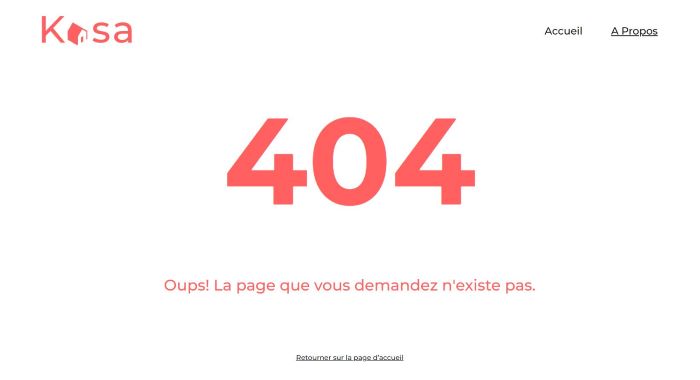 Kasa
Accueil
A Propos
404
Oups! La page que vous demandez n'existe pas.
Retourner sur la page d'accueil